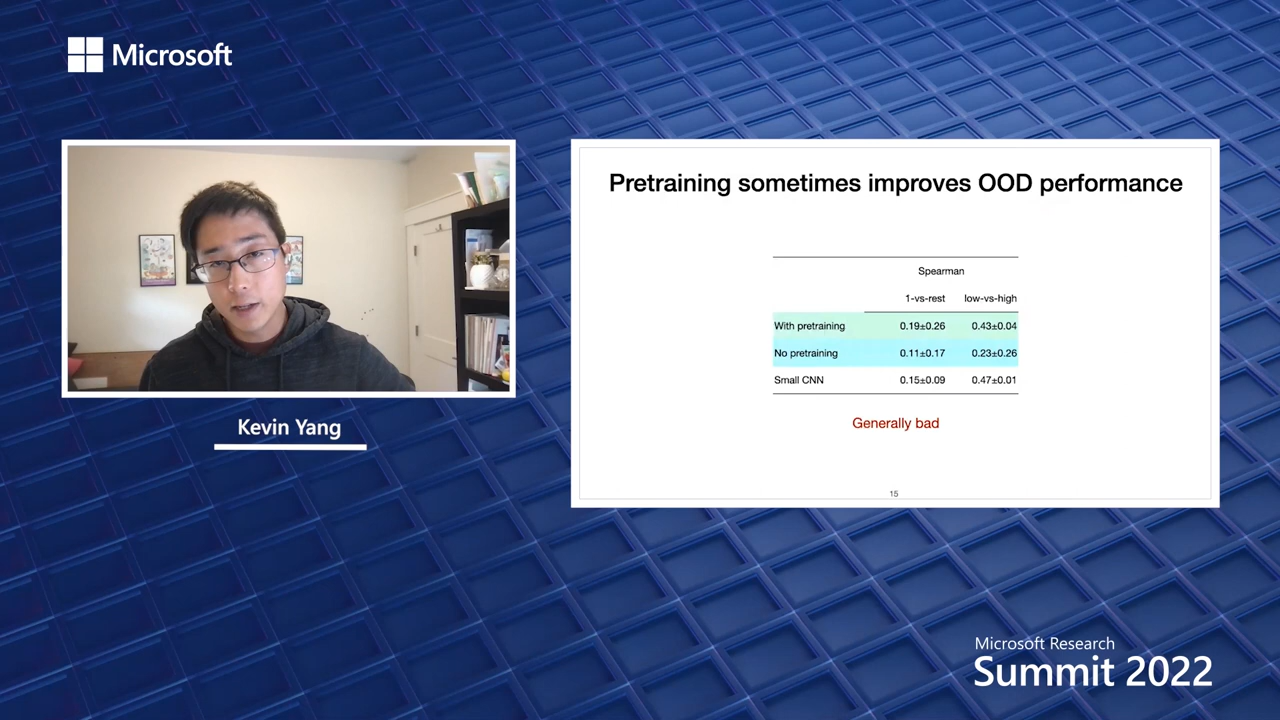 Microsoft
Kevin Yang
Pretraining sometimes improves OOD performance
Spearman
1-vs-rest low-vs-high
With pretraining 0.19±0.26 0.43±0.04
No pretraining 0.11±0.17 0.23±0.26
Small CNN 0.15±0.09 0.47±0.01
Generally bad
15
Microsoft Research
Summit 2022